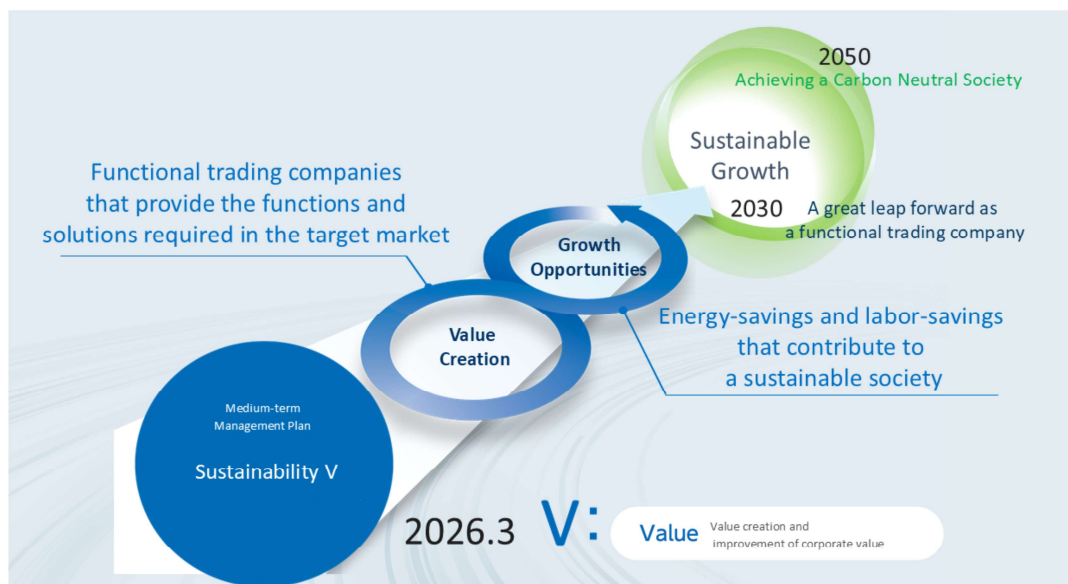 2050
Achieving a Carbon Neutral Society
Sustainable
Growth
2030
A great leap forward as
a functional trading company
Functional trading companies
that provide the functions and
solutions required in the target market
Growth
Opportunities
Value
Creation
Energy-savings and labor-savings
that contribute to
a sustainable society
Medium-term
Management Plan
Sustainability V
2026.3
V:
Value
Value creation and
improvement of corporate value